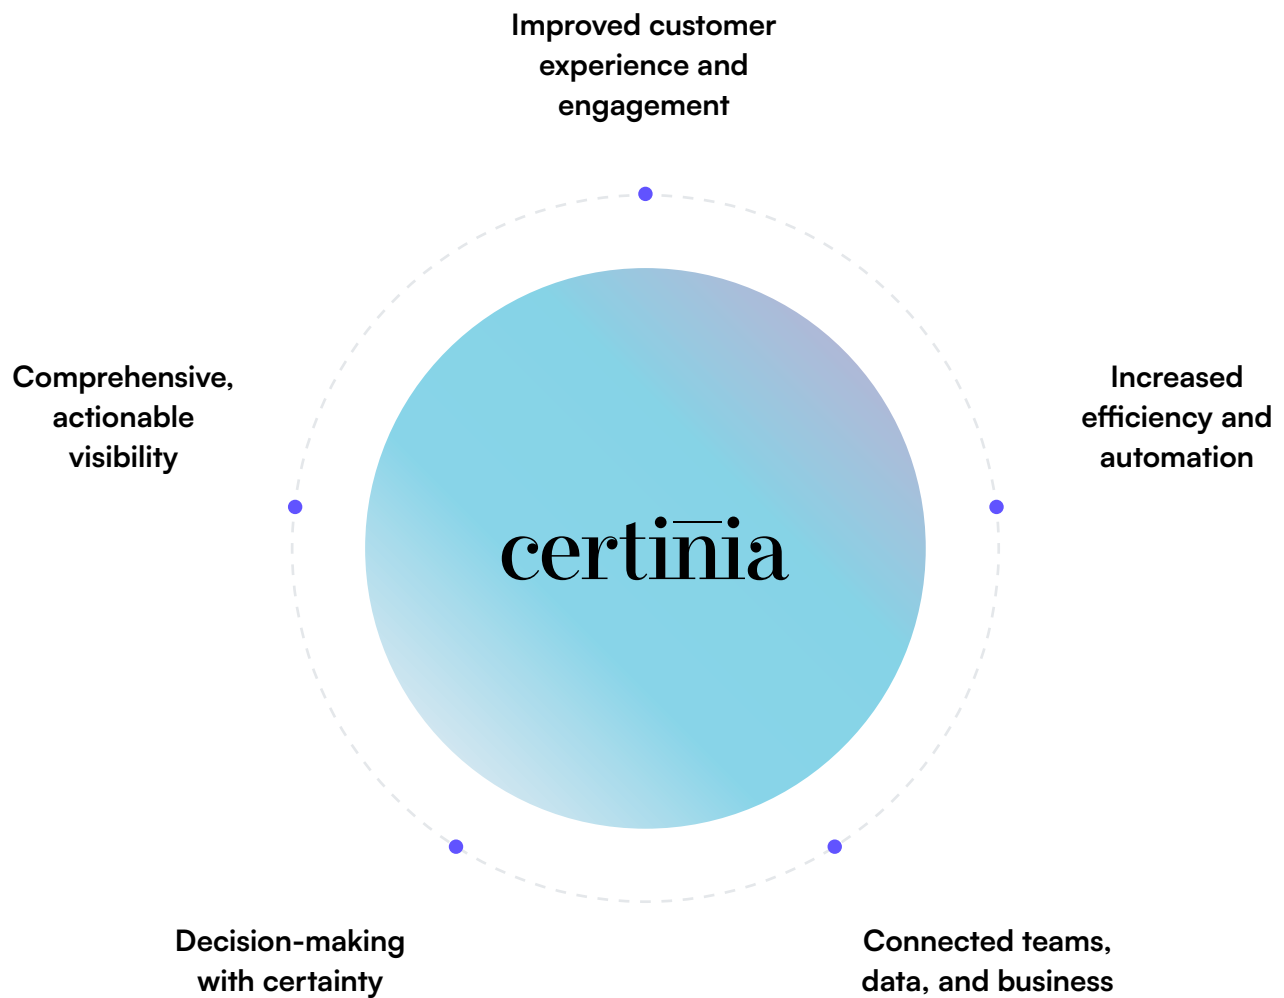 Improved customer
experience and
engagement
Comprehensive,
actionable
visibility
Increased
efficiency and
automation
certinia
Decision-making
with certainty
Connected teams,
data, and business